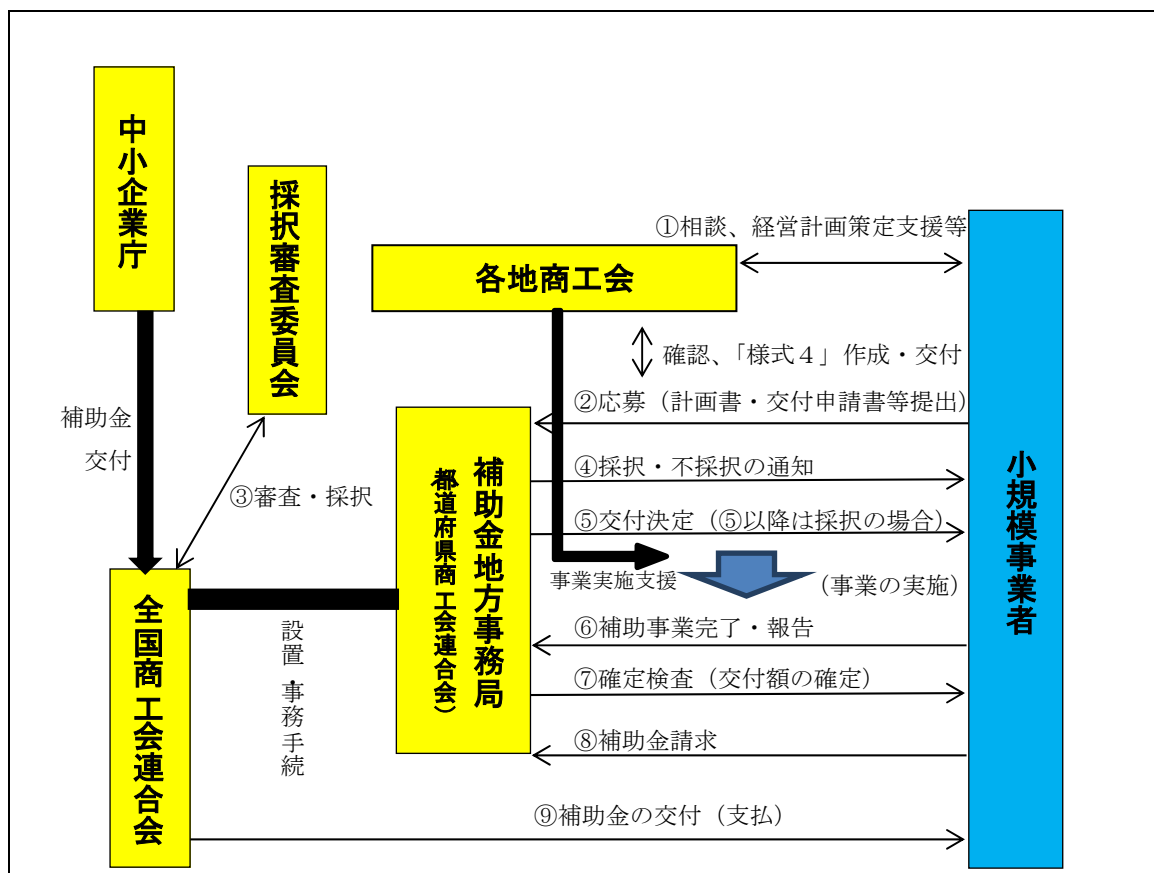 中小企業庁
採択審査委員会
①相談、経営計画策定支援等
各地商工会
確認、「様式４」作成・交付
②応募（計画書・交付申請書等提出）
補助金
交付
③審査・採択
④採択・不採択の通知
⑤交付決定（⑤以降は採択の場合）
事業実施支援
（事業の実施）
補助金地方事務局
（都道府県商工会連合会）
小規模事業者
全国商工会連合会
設置・事務手続
⑥補助事業完了・報告
⑦確定検査（交付額の確定）
⑧補助金請求
⑨補助金の交付（支払）